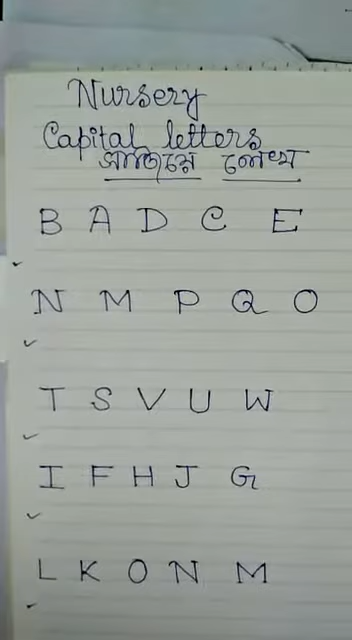 Nursery
Capital letters
সাজিয়ে লেখো
B A D C E
N M P Q O
T S V U W
I F H J G
L K O N M